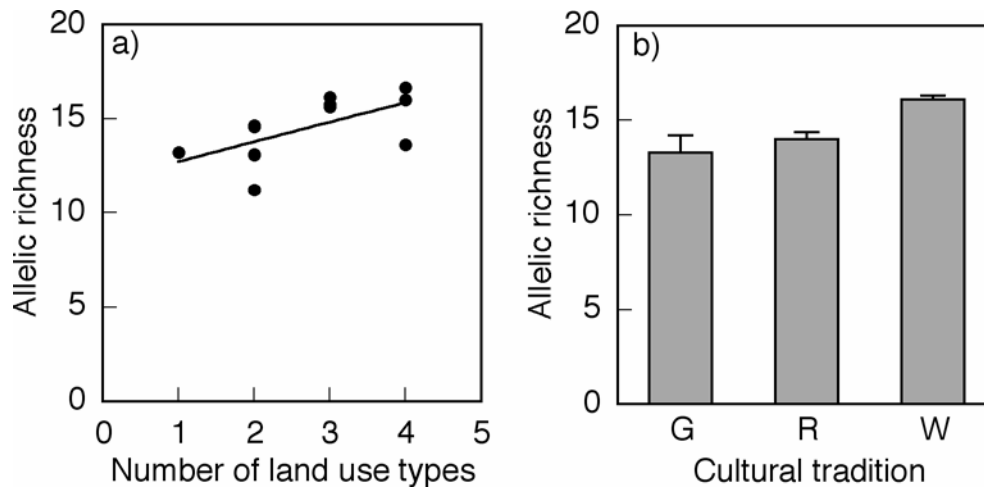 a)
20
15
10
5
0
Allelic richness
0 1 2 3 4 5
Number of land use types
b)
20
15
10
5
0
Allelic richness
G R W
Cultural tradition